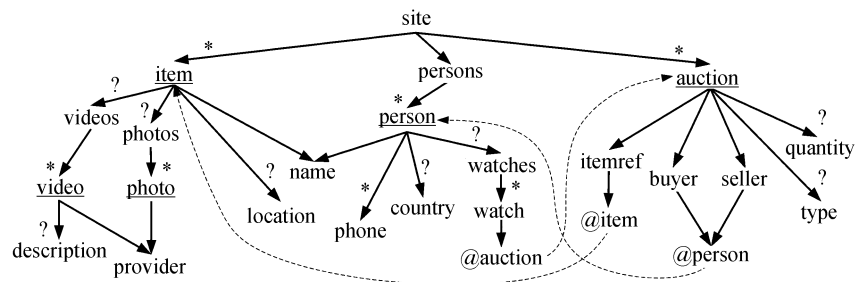 site
* *
item persons auction
? ? * ?
videos photos person quantity
? itemref
* * name ? watches buyer seller ?
video photo * ? *
location phone country watch @item type
? description provider @auction @person